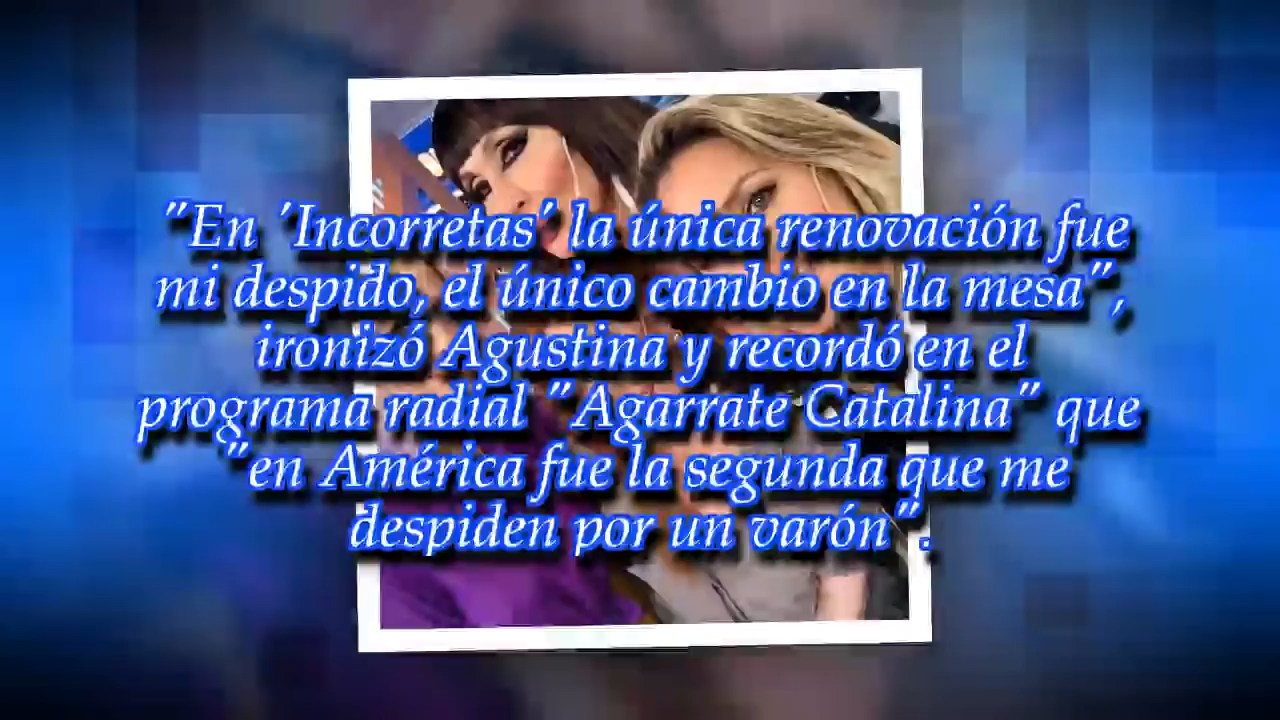 "En 'Incorretas' la única renovación fue
mi despido, el único cambio en la mesa",
ironizó Agustina y recordó en el
programa radial "Agarrate Catalina" que
"en América fue la segunda que me
despiden por un varón".